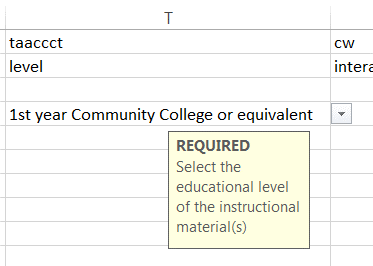 T
taaccct cw
level intera
1st year Community College or equivalent
REQUIRED
Select the
educational level
of the instructional
material(s)